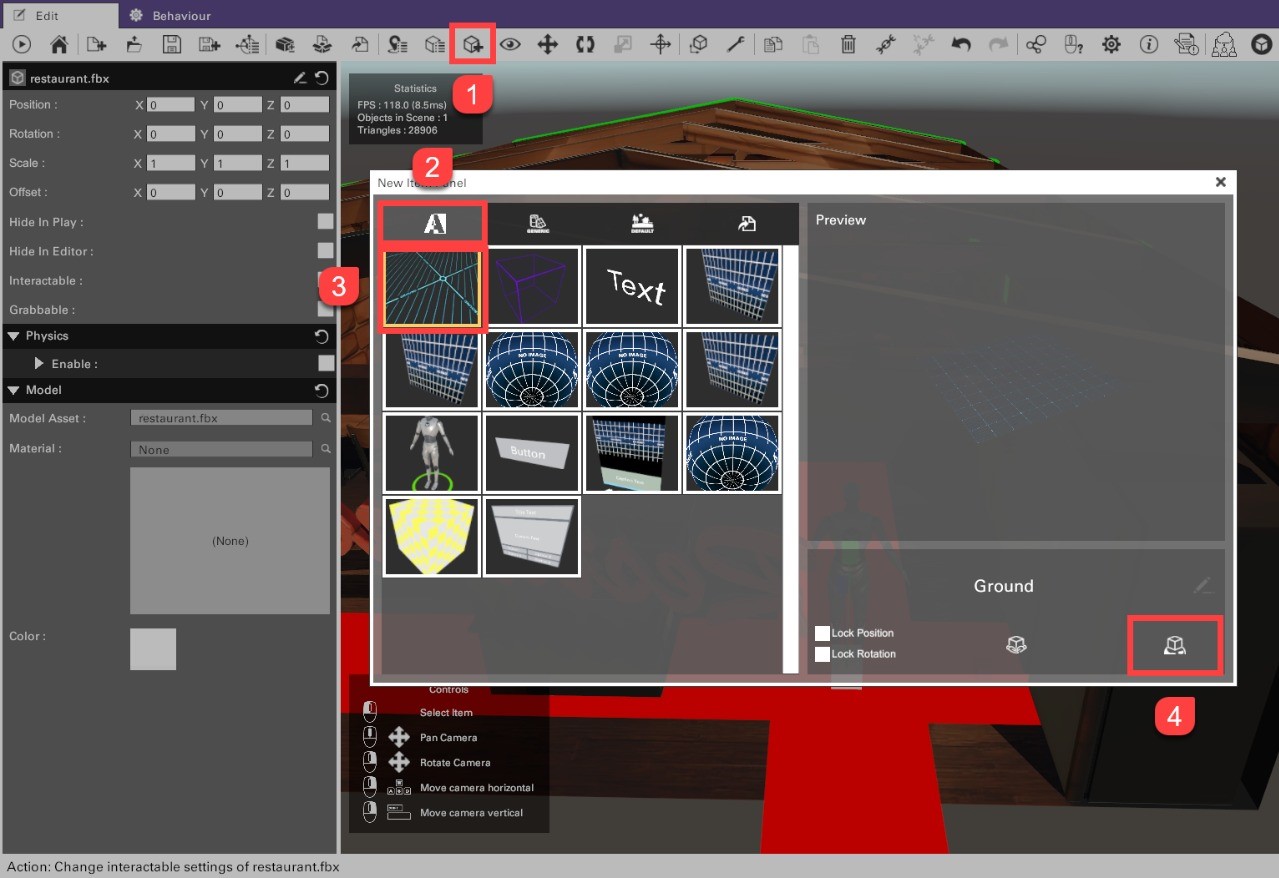 Edit
Behaviour
1
restaurant.fbx
Position :
X 0 Y 0 Z 0
Rotation :
X 0 Y 0 Z 0
Scale :
X 1 Y 1 Z 1
Offset :
X 0 Y 0 Z 0
Hide In Play :
Hide In Editor :
Interactable :
Grabbable :
Physics
Enable :
Model
Model Asset :
restaurant.fbx
Material :
None
(None)
Color :
Statistics
FPS : 118.0 (8.5ms)
Objects in Scene : 1
Triangles : 28906
2
New Item Panel
GENERIC
DEFAULT
3
Text
NO IMAGE
NO IMAGE
Button
NO IMAGE
Preview
Ground
Lock Position
Lock Rotation
4
Controls
Select Item
Pan Camera
Rotate Camera
Move camera horizontal
Move camera vertical
Action: Change interactable settings of restaurant.fbx